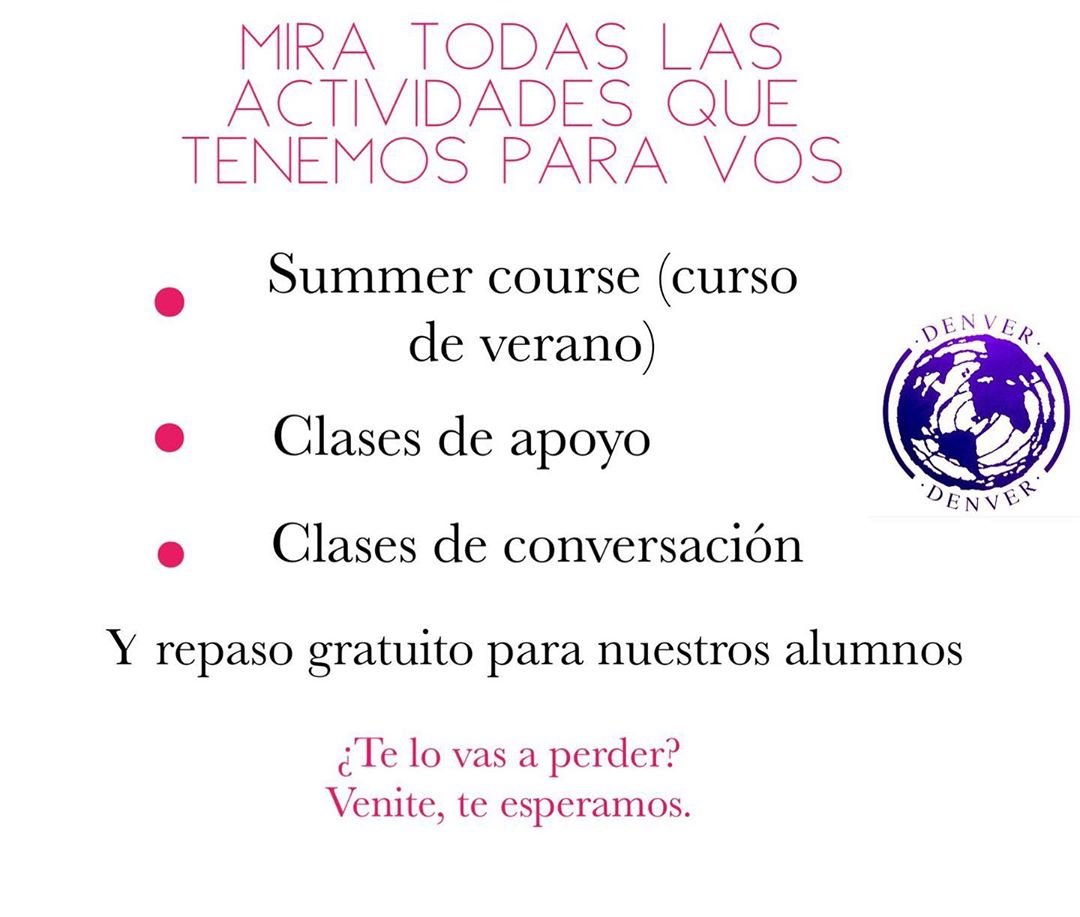 MIRA TODAS LAS
ACTIVIDADES QUE
TENEMOS PARA VOS
Summer course (curso
de verano)
Clases de apoyo
Clases de conversación
Y repaso gratuito para nuestros alumnos
¿Te lo vas a perder?
Venite, te esperamos.
·DENVER·
·DENVER·